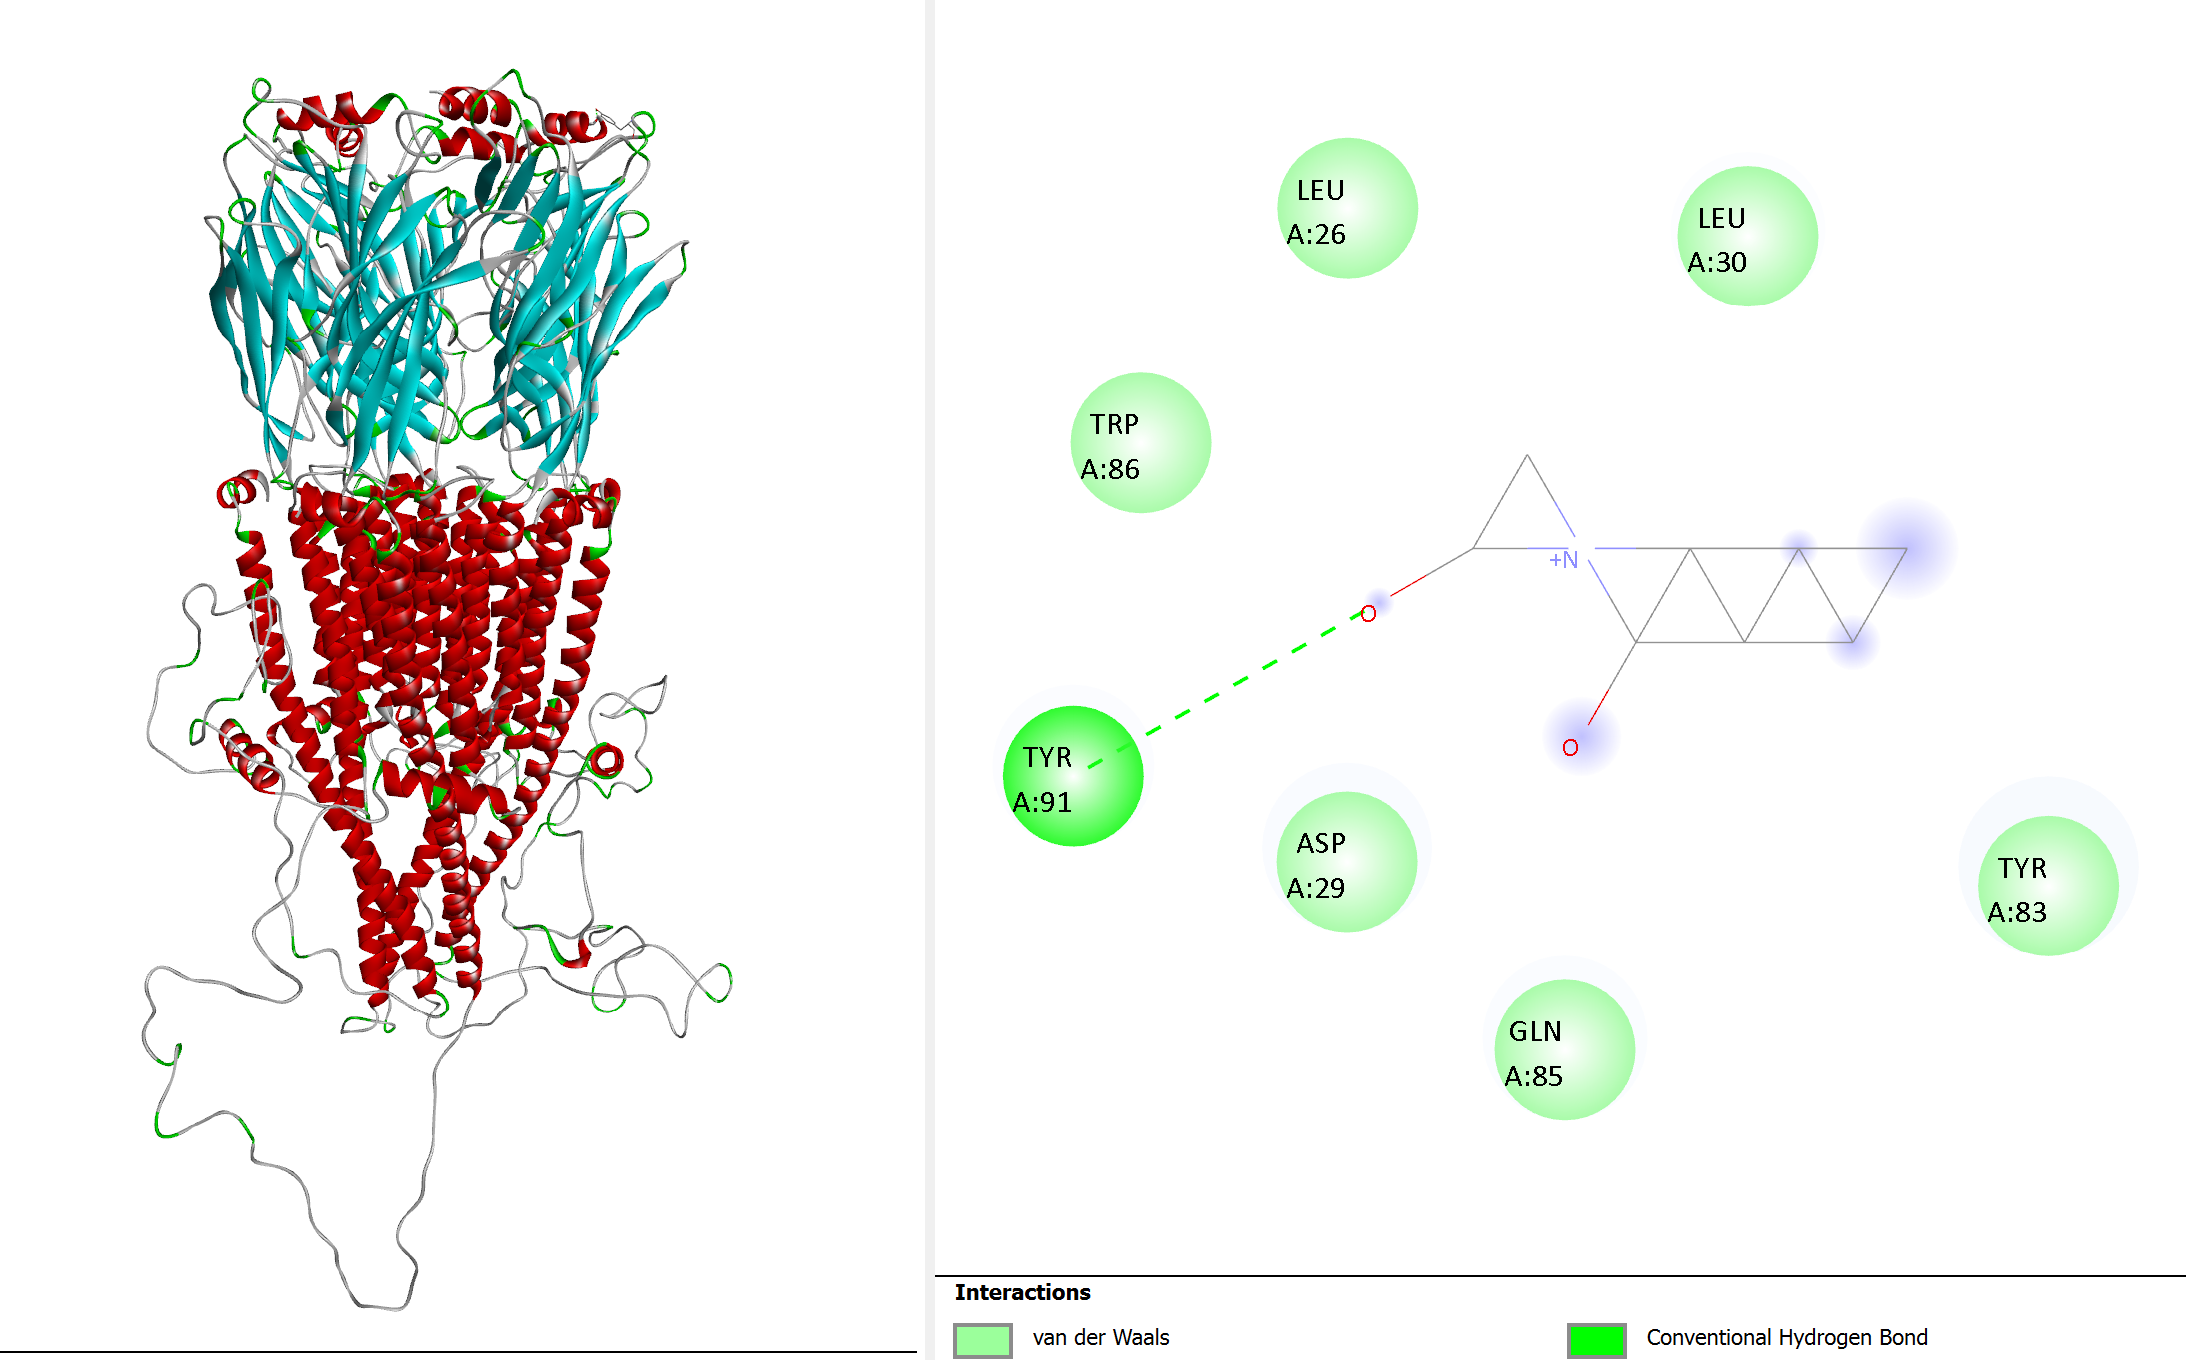 LEU
A:26
LEU
A:30
TRP
A:86
+N
O
O
TYR
A:91
ASP
A:29
TYR
A:83
GLN
A:85
Interactions
van der Waals
Conventional Hydrogen Bond